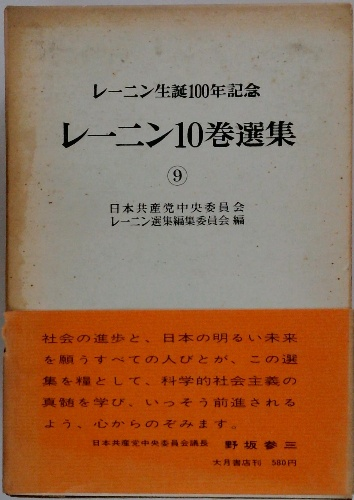 レーニン生誕100年記念
レーニン10巻選集
⑨
日本共産党中央委員会
レーニン選集編集委員会 編
社会の進歩と、日本の明るい未来
を願うすべての人びとが、この選
集を糧として、科学的社会主義の
真髄を学び、いっそう前進される
よう、心からのぞみます。
日本共産党中央委員会議長 野坂参三
大月書店刊 580円